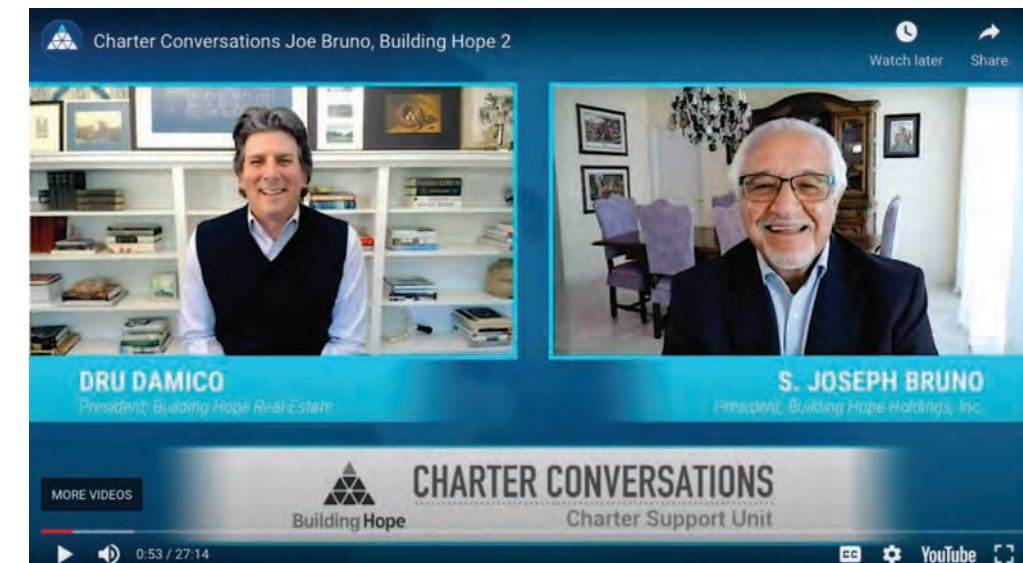 Charter Conversations Joe Bruno, Building Hope 2
Watch later
Share
DRU DAMICO
President, Building Hope Real Estate
S. JOSEPH BRUNO
President, Building Hope Holdings, Inc.
MORE VIDEOS
Building Hope
CHARTER CONVERSATIONS
Charter Support Unit
0:53 / 27:14
CC
YouTube